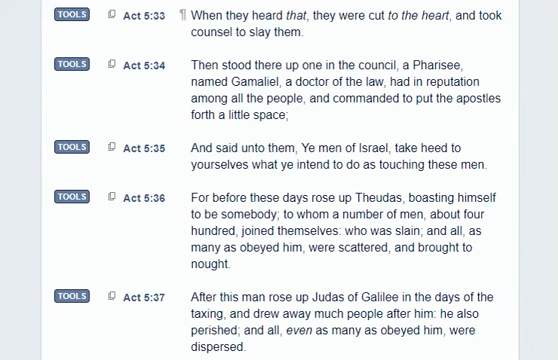 TOOLS Act 5:33 ¶ When they heard that, they were cut to the heart, and took
counsel to slay them.
TOOLS Act 5:34 Then stood there up one in the council, a Pharisee,
named Gamaliel, a doctor of the law, had in reputation
among all the people, and commanded to put the apostles
forth a little space;
TOOLS Act 5:35 And said unto them, Ye men of Israel, take heed to
yourselves what ye intend to do as touching these men.
TOOLS Act 5:36 For before these days rose up Theudas, boasting himself
to be somebody; to whom a number of men, about four
hundred, joined themselves: who was slain; and all, as
many as obeyed him, were scattered, and brought to
nought.
TOOLS Act 5:37 After this man rose up Judas of Galilee in the days of the
taxing, and drew away much people after him: he also
perished; and all, even as many as obeyed him, were
dispersed.